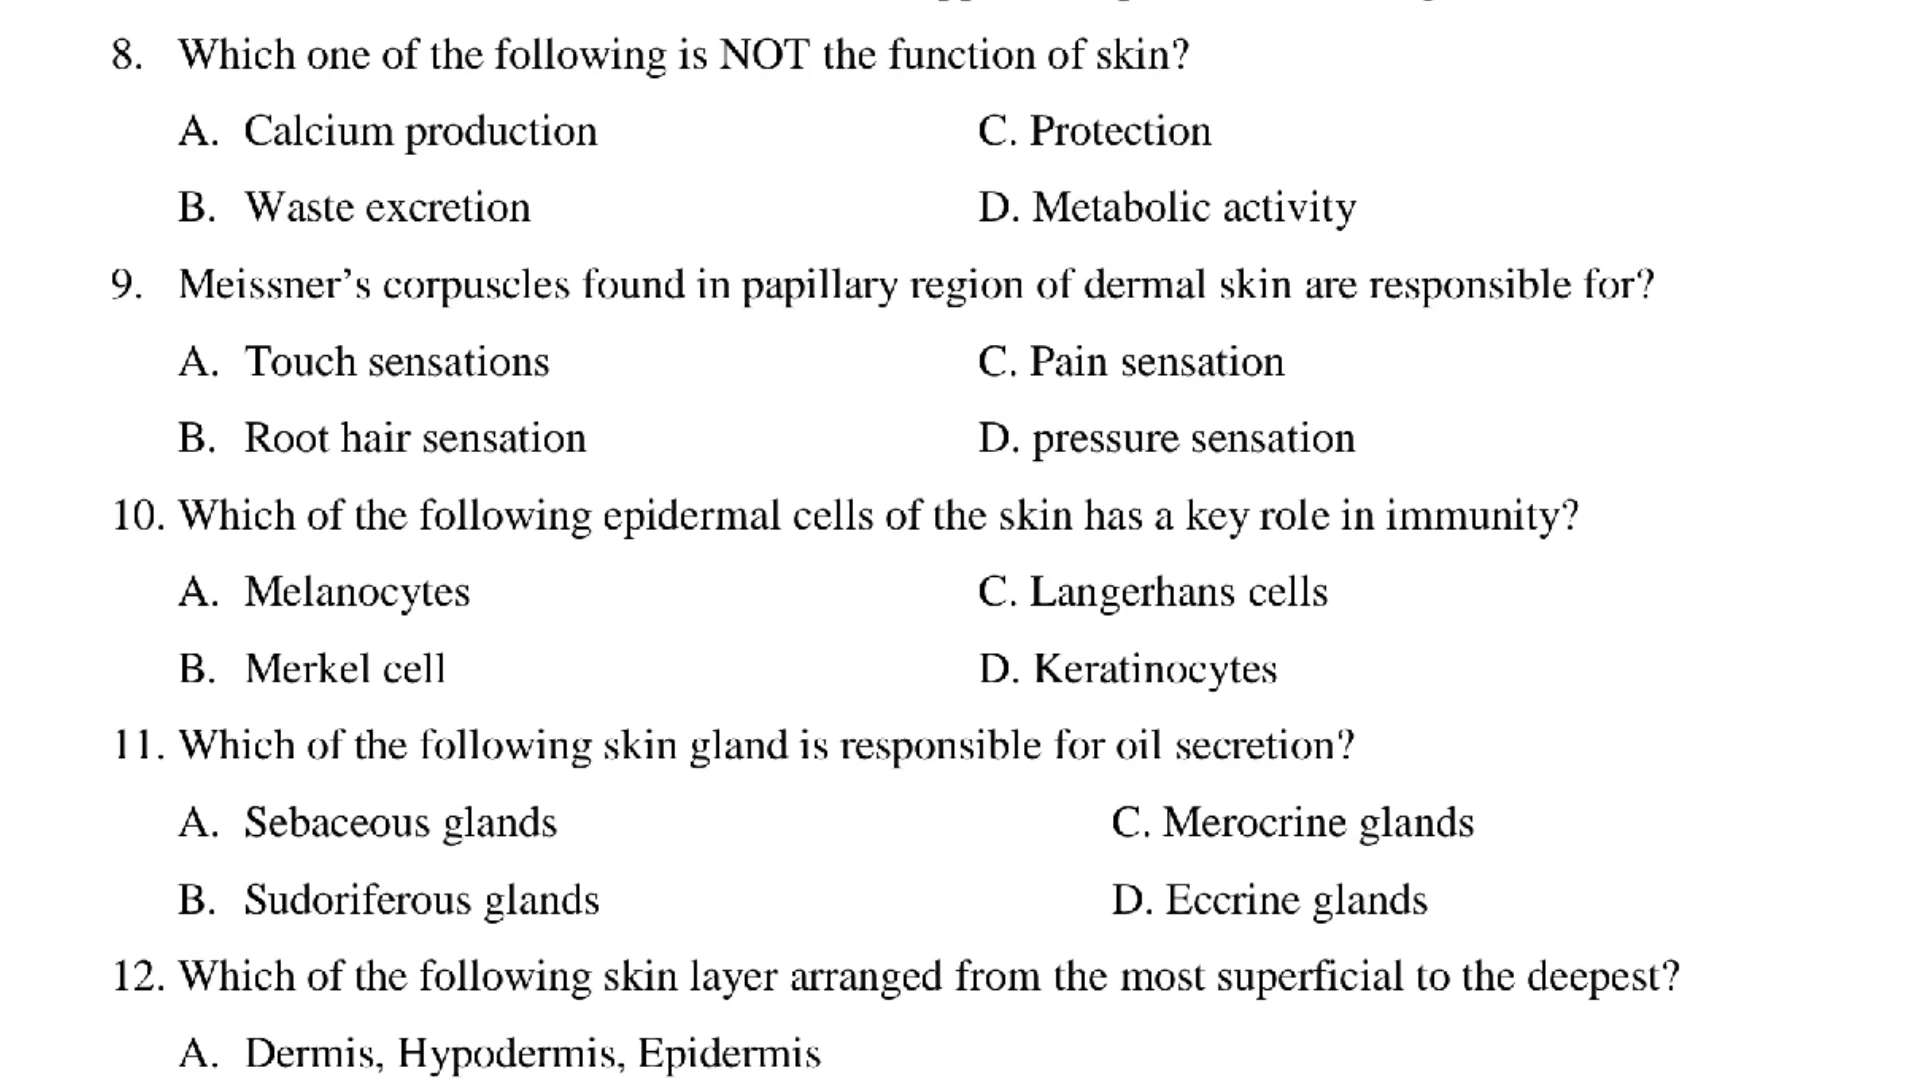 8. Which one of the following is NOT the function of skin?
A. Calcium production C. Protection
B. Waste excretion D. Metabolic activity
9. Meissner’s corpuscles found in papillary region of dermal skin are responsible for?
A. Touch sensations C. Pain sensation
B. Root hair sensation D. pressure sensation
10. Which of the following epidermal cells of the skin has a key role in immunity?
A. Melanocytes C. Langerhans cells
B. Merkel cell D. Keratinocytes
11. Which of the following skin gland is responsible for oil secretion?
A. Sebaceous glands C. Merocrine glands
B. Sudoriferous glands D. Eccrine glands
12. Which of the following skin layer arranged from the most superficial to the deepest?
A. Dermis, Hypodermis, Epidermis